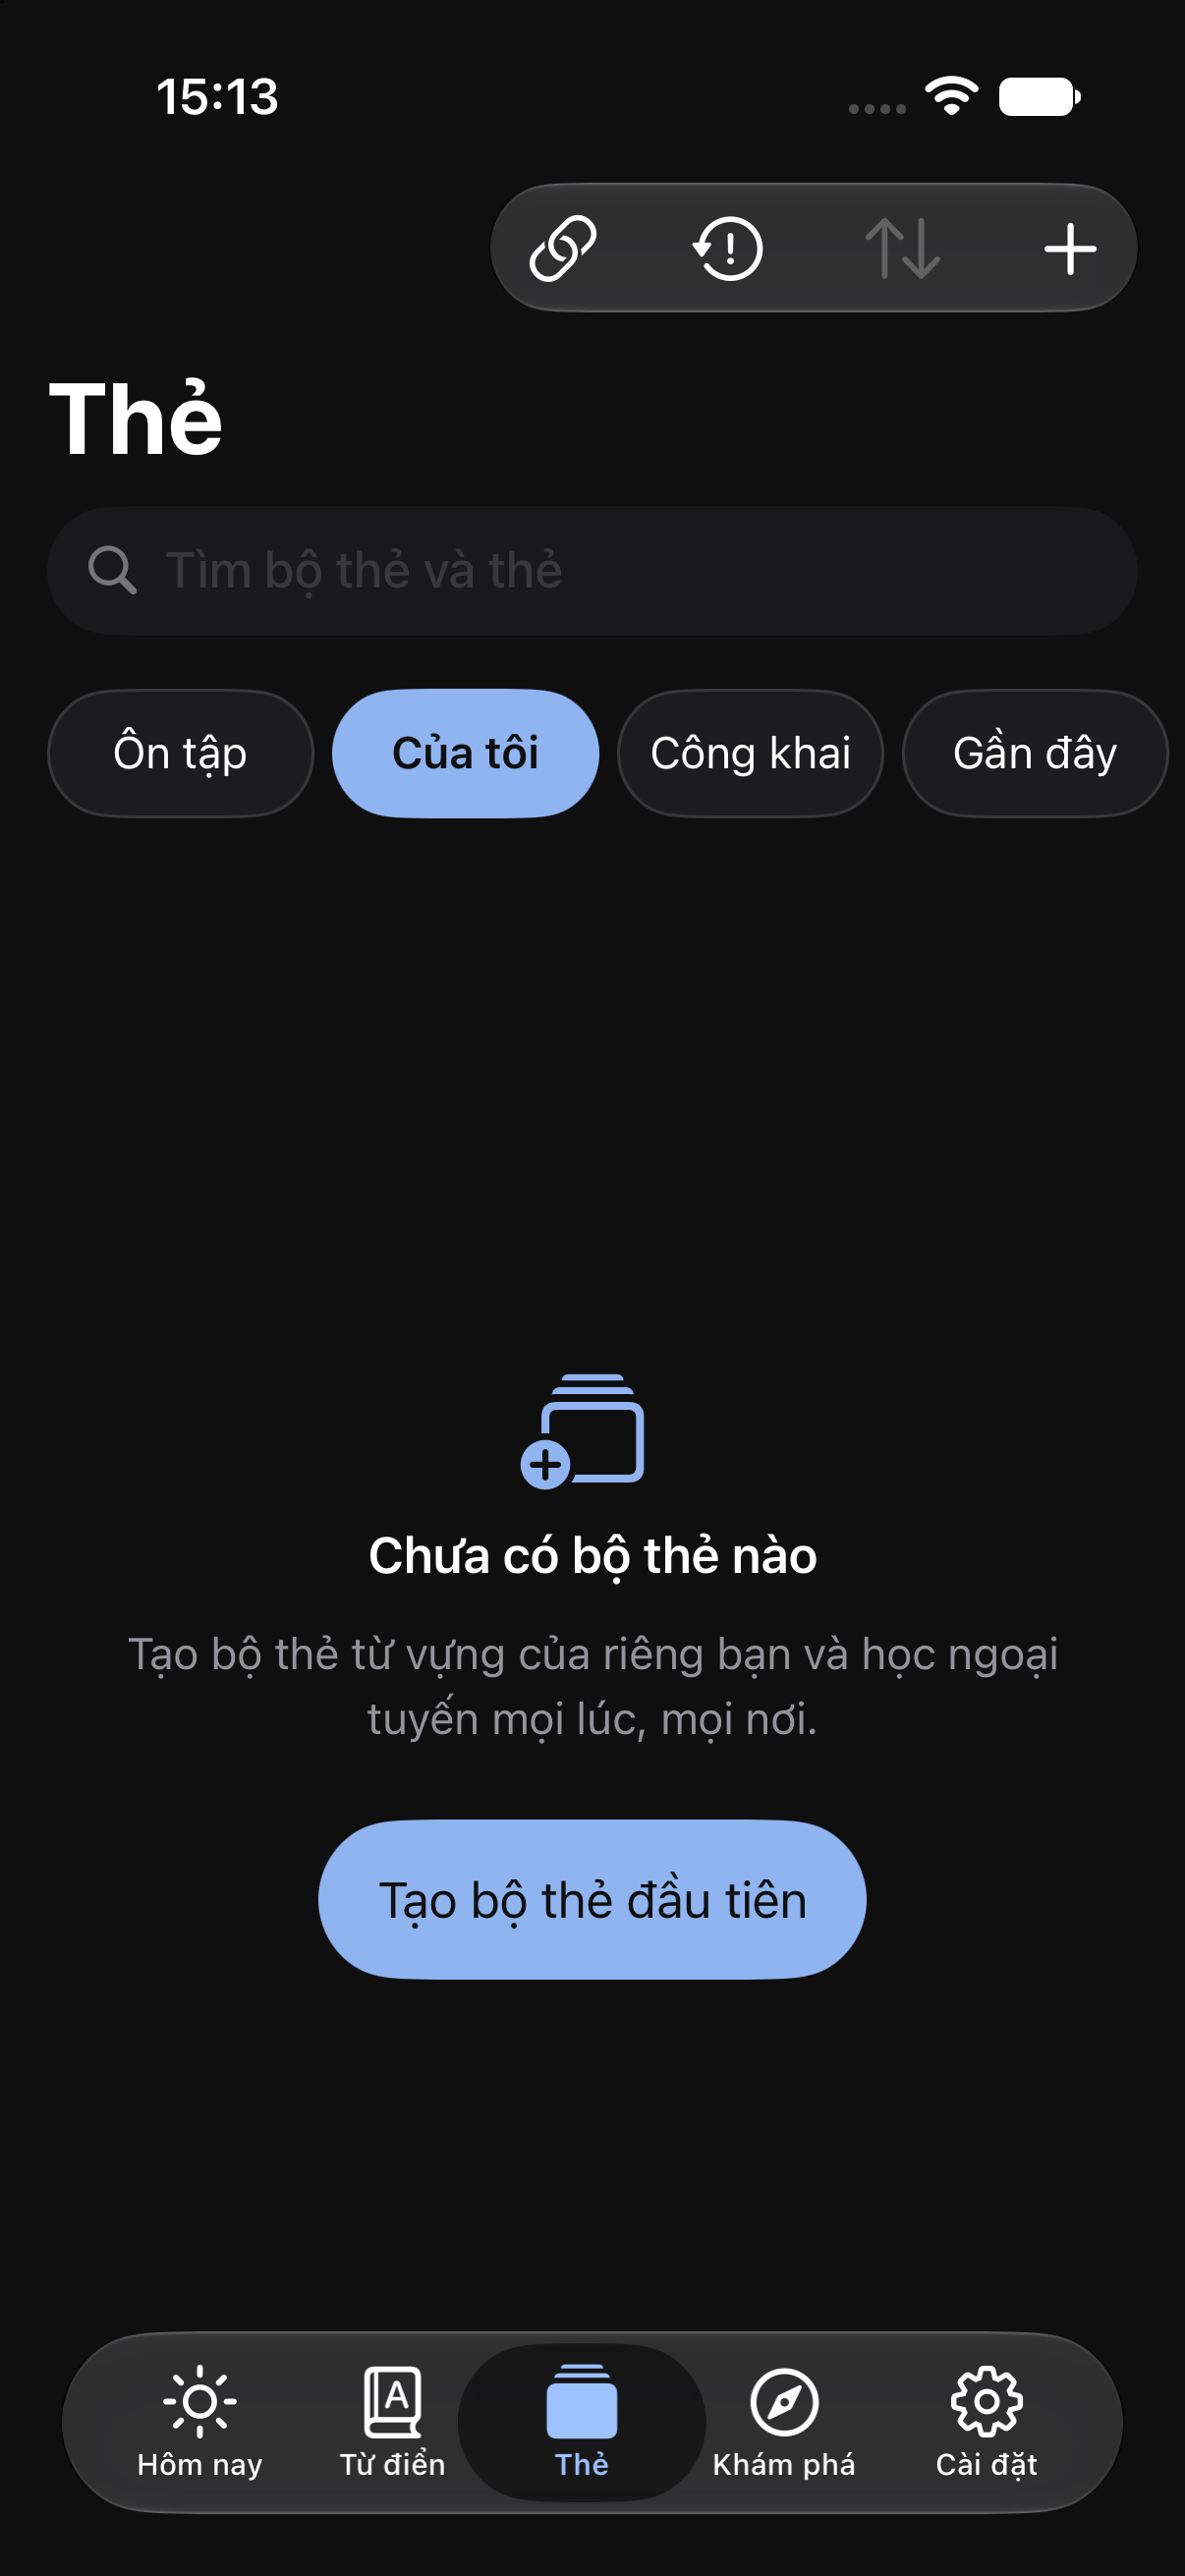 15:13
Thẻ
Tìm bộ thẻ và thẻ
Ôn tập
Của tôi
Công khai
Gần đây
Chưa có bộ thẻ nào
Tạo bộ thẻ từ vựng của riêng bạn và học ngoại
tuyến mọi lúc, mọi nơi.
Tạo bộ thẻ đầu tiên
Hôm nay
Từ điển
Thẻ
Khám phá
Cài đặt